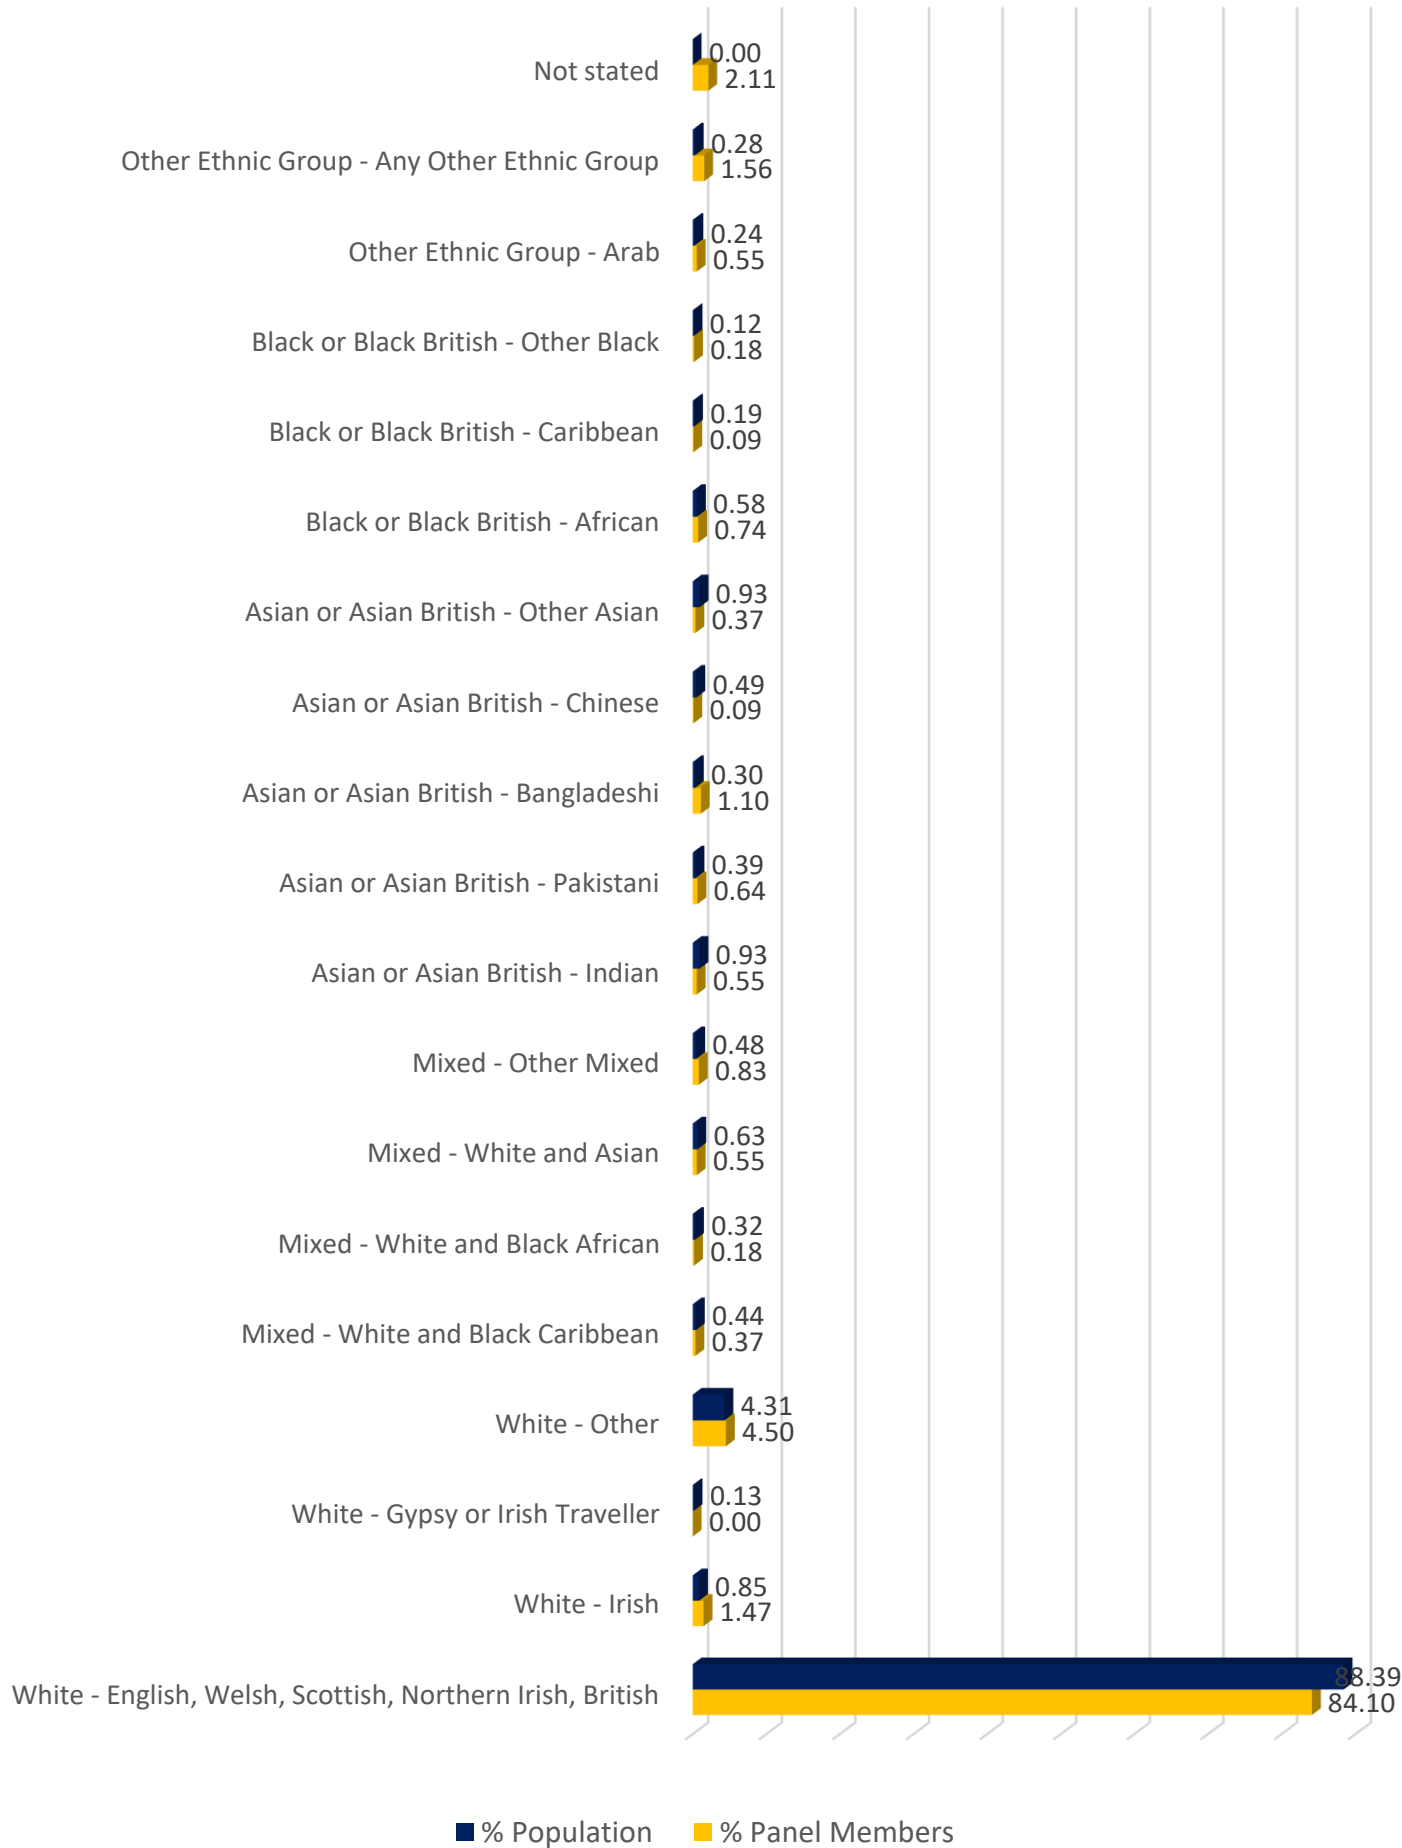 0.00
Not stated
2.11
0.28
Other Ethnic Group - Any Other Ethnic Group
1.56
0.24
Other Ethnic Group - Arab
0.55
0.12
Black or Black British - Other Black
0.18
0.19
Black or Black British - Caribbean
0.09
0.58
Black or Black British - African
0.74
0.93
Asian or Asian British - Other Asian
0.37
0.49
Asian or Asian British - Chinese
0.09
0.30
Asian or Asian British - Bangladeshi
1.10
0.39
Asian or Asian British - Pakistani
0.64
0.93
Asian or Asian British - Indian
0.55
0.48
Mixed - Other Mixed
0.83
0.63
Mixed - White and Asian
0.55
0.32
Mixed - White and Black African
0.18
0.44
Mixed - White and Black Caribbean
0.37
4.31
White - Other
4.50
0.13
White - Gypsy or Irish Traveller
0.00
0.85
White - Irish
1.47
88.39
White - English, Welsh, Scottish, Northern Irish, British
84.10
% Population % Panel Members